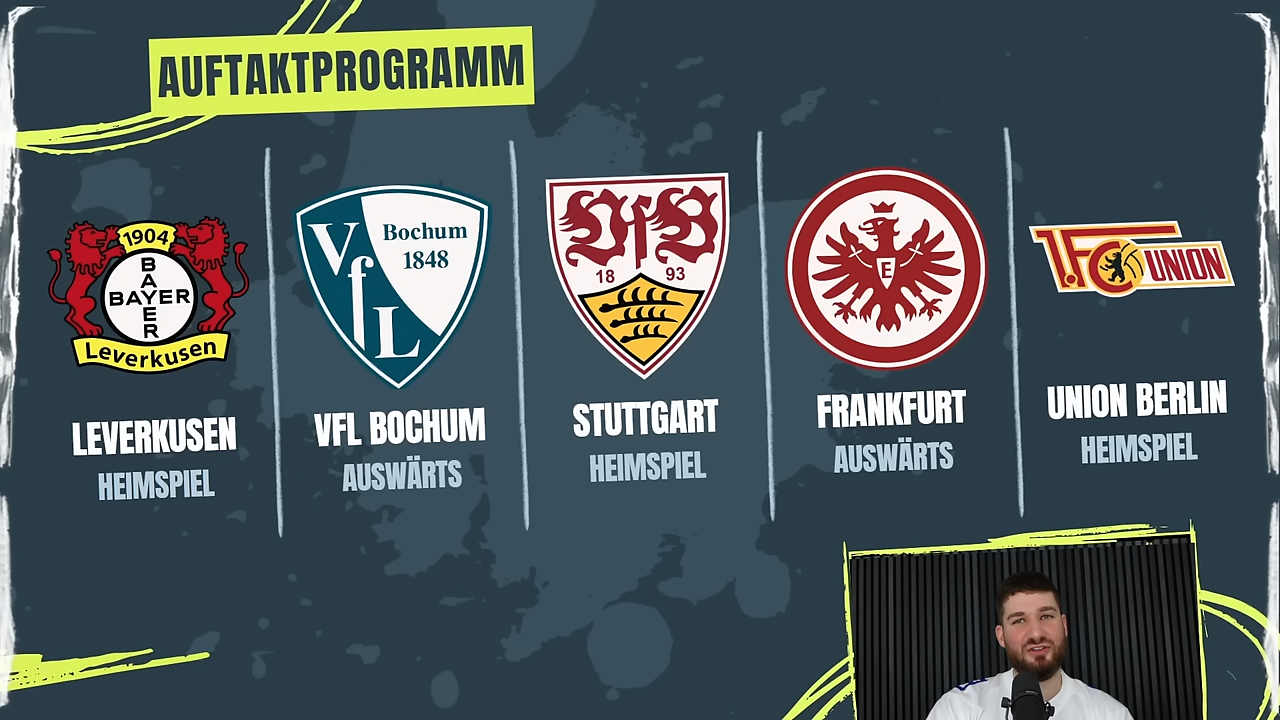 AUFTAKTPROGRAMM
1904
BAYER
BAYER
Leverkusen
LEVERKUSEN
HEIMSPIEL
VfL
Bochum
1848
VFL BOCHUM
AUSWÄRTS
VfB
18 93
STUTTGART
HEIMSPIEL
E
FRANKFURT
AUSWÄRTS
1.FC UNION
UNION BERLIN
HEIMSPIEL